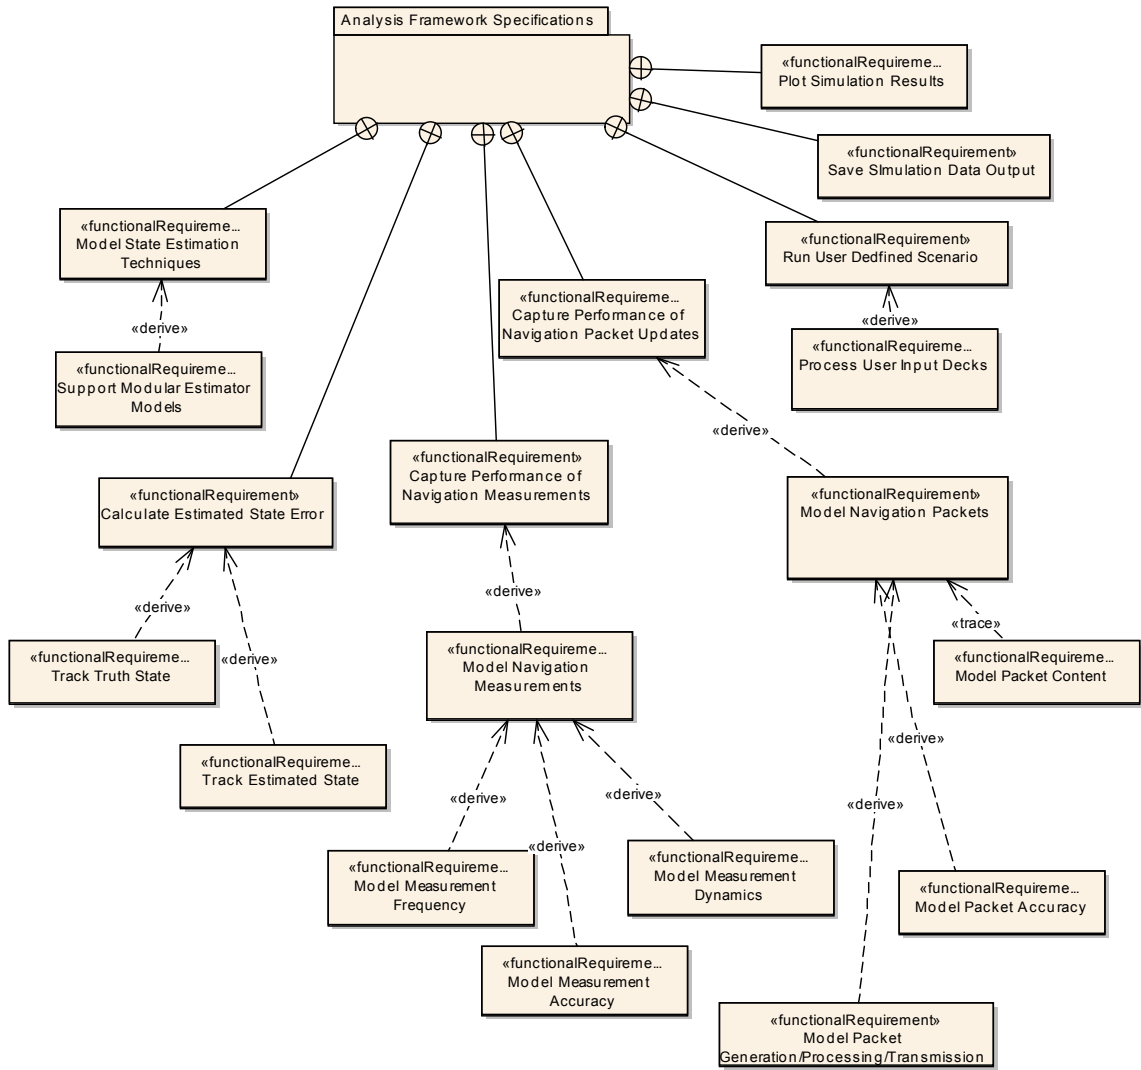 Analysis Framework Specifications
«functionalRequireme...
Plot Simulation Results
«functionalRequirement»
Save SImulation Data Output
«functionalRequireme...
Model State Estimation
Techniques
«functionalRequirement»
Run User Dedfined Scenario
«functionalRequireme...
Capture Performance of
Navigation Packet Updates
«derive»
«derive»
«functionalRequireme...
Support Modular Estimator
Models
«functionalRequireme...
Process User Input Decks
«derive»
«functionalRequirement»
Capture Performance of
Navigation Measurements
«functionalRequirement»
Calculate Estimated State Error
«functionalRequirement»
Model Navigation Packets
«derive»
«derive»
«trace»
«functionalRequireme...
Track Truth State
«derive»
«functionalRequireme...
Model Navigation
Measurements
«functionalRequireme...
Model Packet Content
«derive»
«functionalRequireme...
Track Estimated State
«derive»
«derive»
«derive»
«derive»
«functionalRequireme...
Model Measurement
Frequency
«functionalRequireme...
Model Measurement
Dynamics
«functionalRequireme...
Model Packet Accuracy
«functionalRequireme...
Model Measurement
Accuracy
«functionalRequirement»
Model Packet
Generation/Processing/Transmission